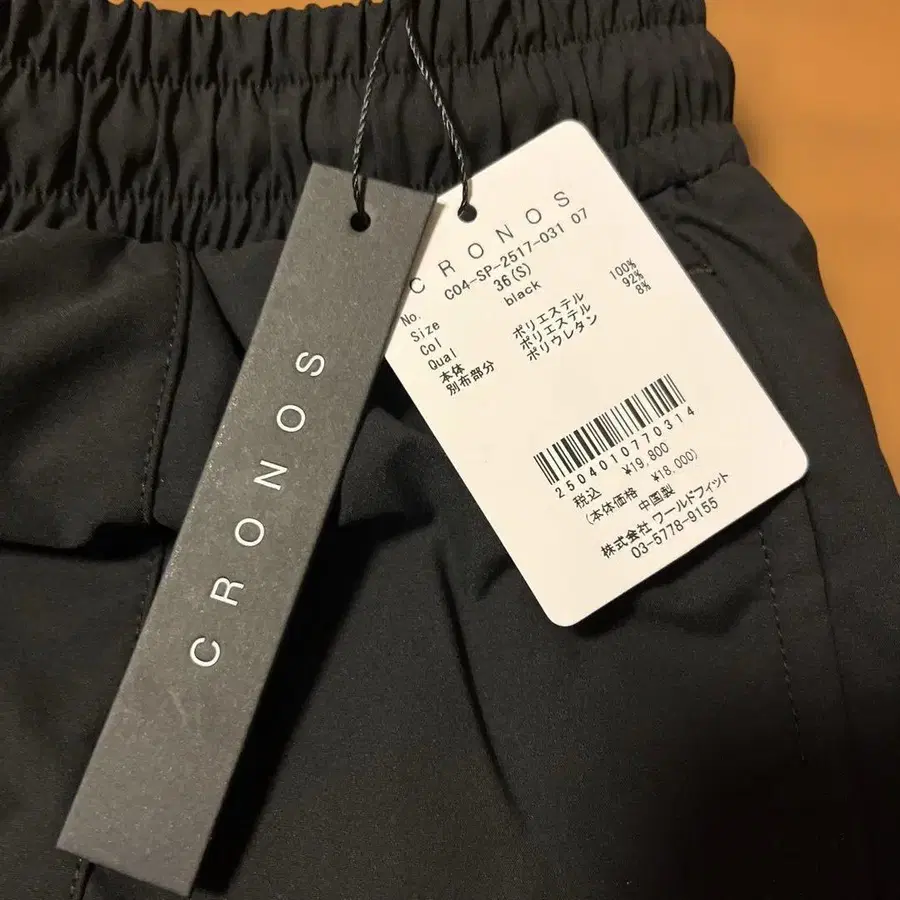 CRONOS
CRONOS
No. C04-SP-2517-031 07
Size 36(S)
Col black
Qual
本体 ポリエステル 100%
別布部分 ポリエステル 92%
ポリウレタン 8%
2504010770314
税込 ¥19,800
(本体価格 ¥18,000)
中国製
株式会社 ワールドフィット
03-5778-9155